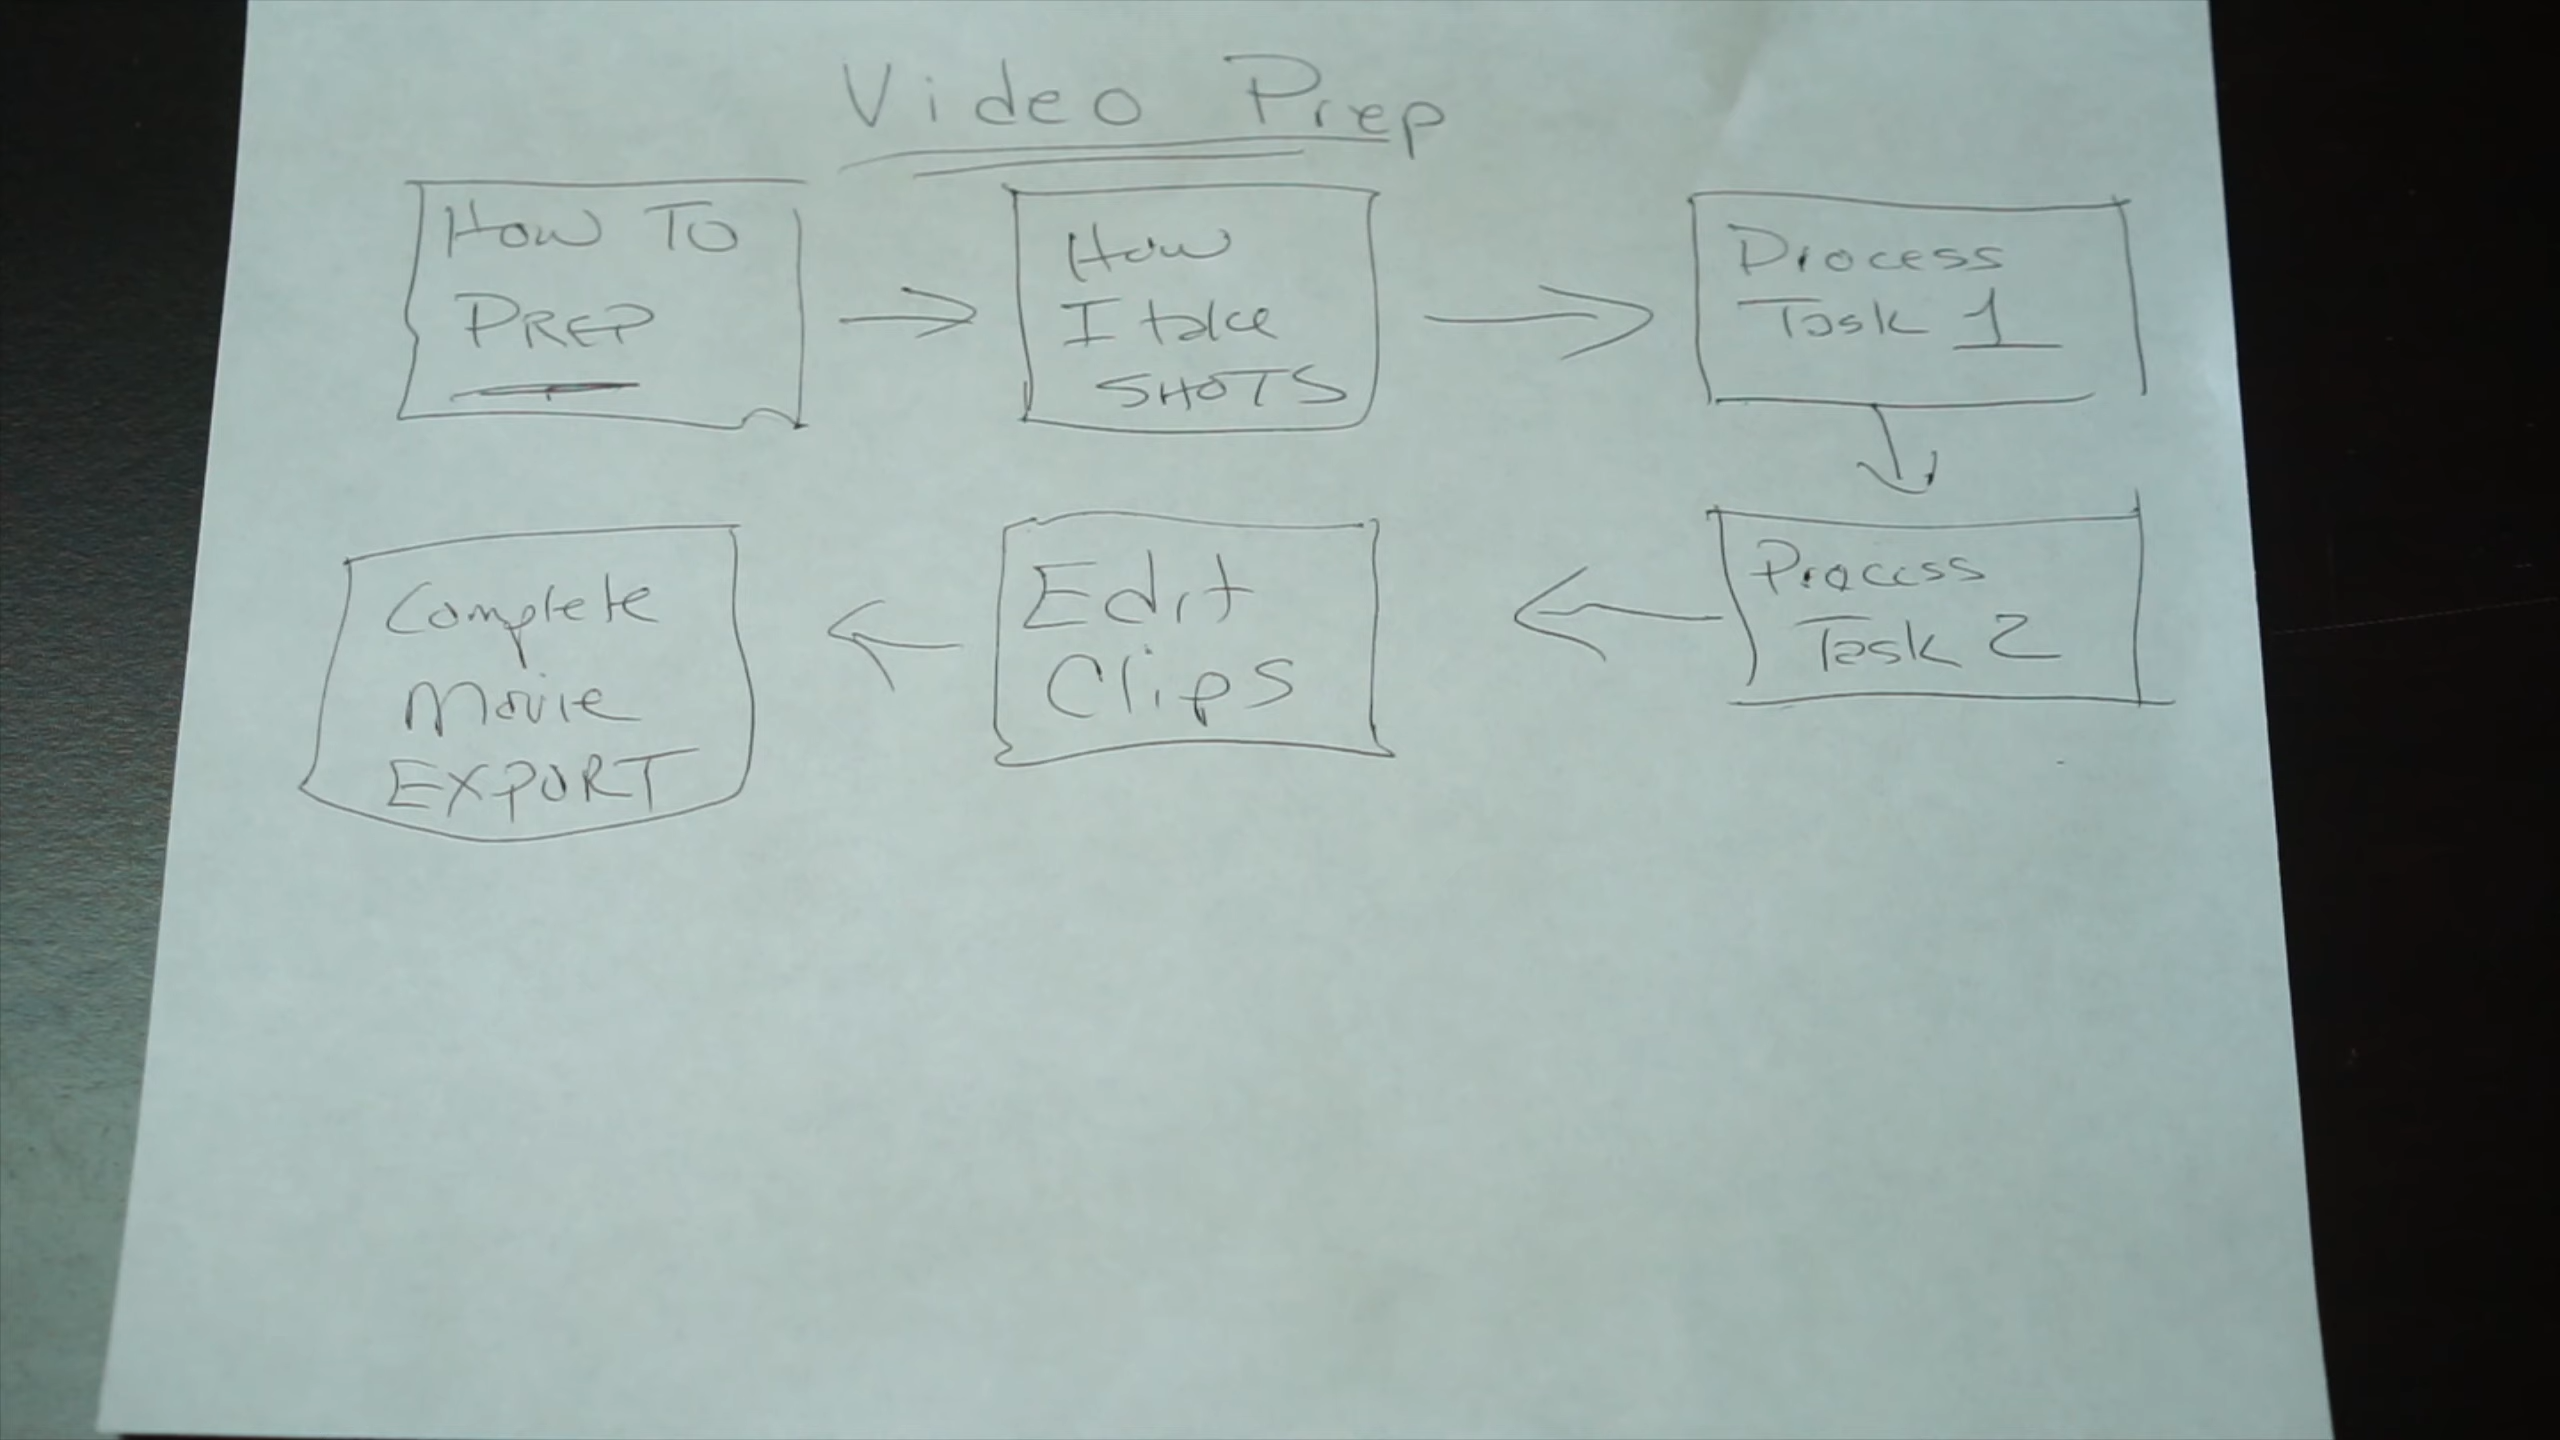 Video Prep
How To
PREP
How
I take
SHOTS
Process
Task 1
Process
Task 2
Edit
Clips
Complete
Movie
EXPORT